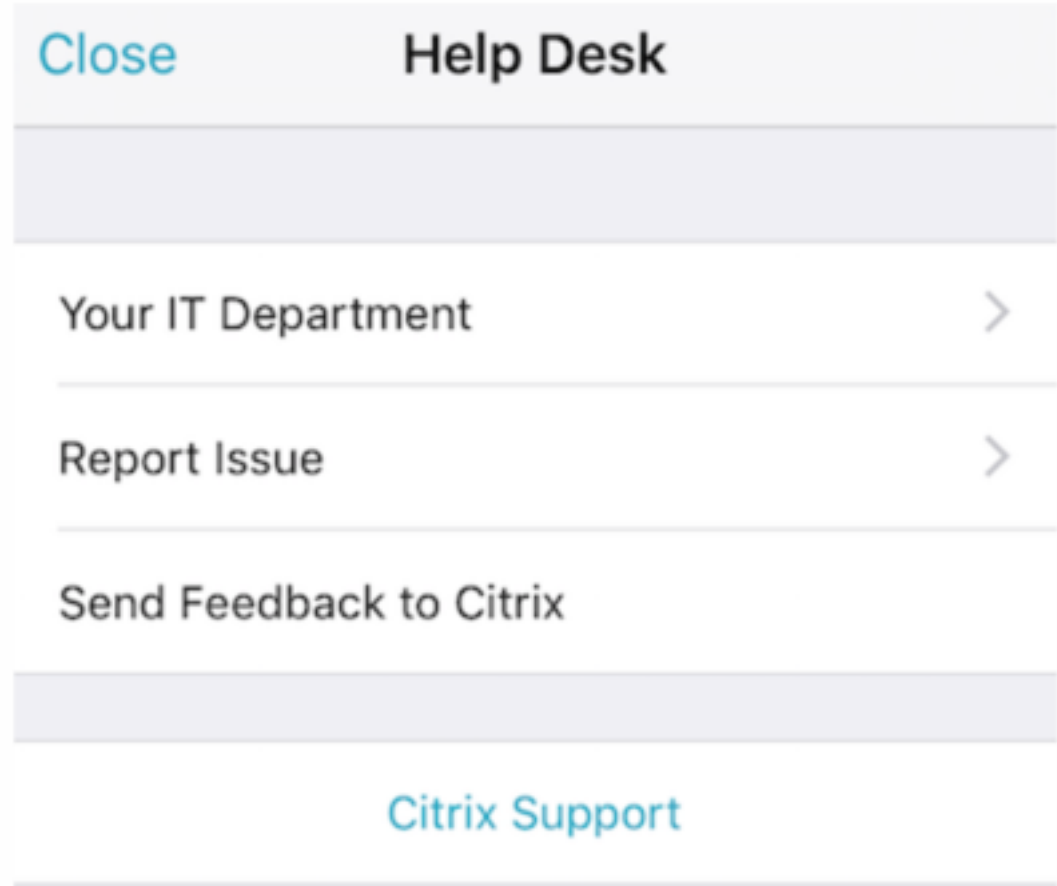 Close Help Desk
Your IT Department
Report Issue
Send Feedback to Citrix
Citrix Support